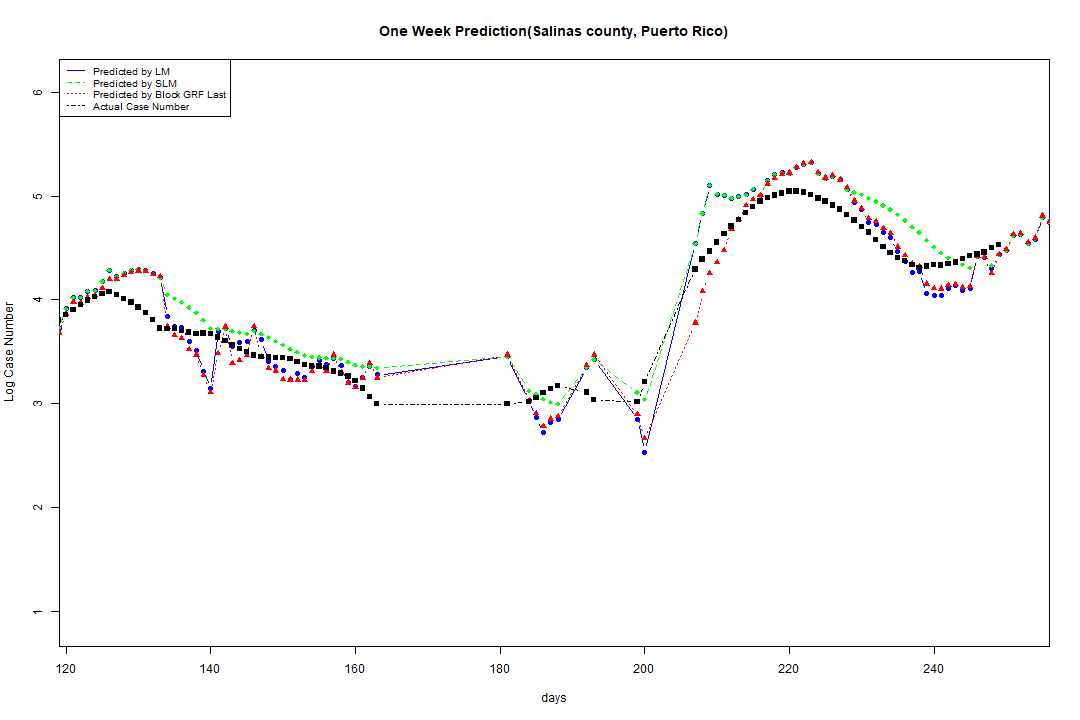 One Week Prediction(Salinas county, Puerto Rico)
Predicted by LM
Predicted by SLM
Predicted by Block GRF Last
Actual Case Number
6
5
4
3
2
1
Log Case Number
120 140 160 180 200 220 240
days